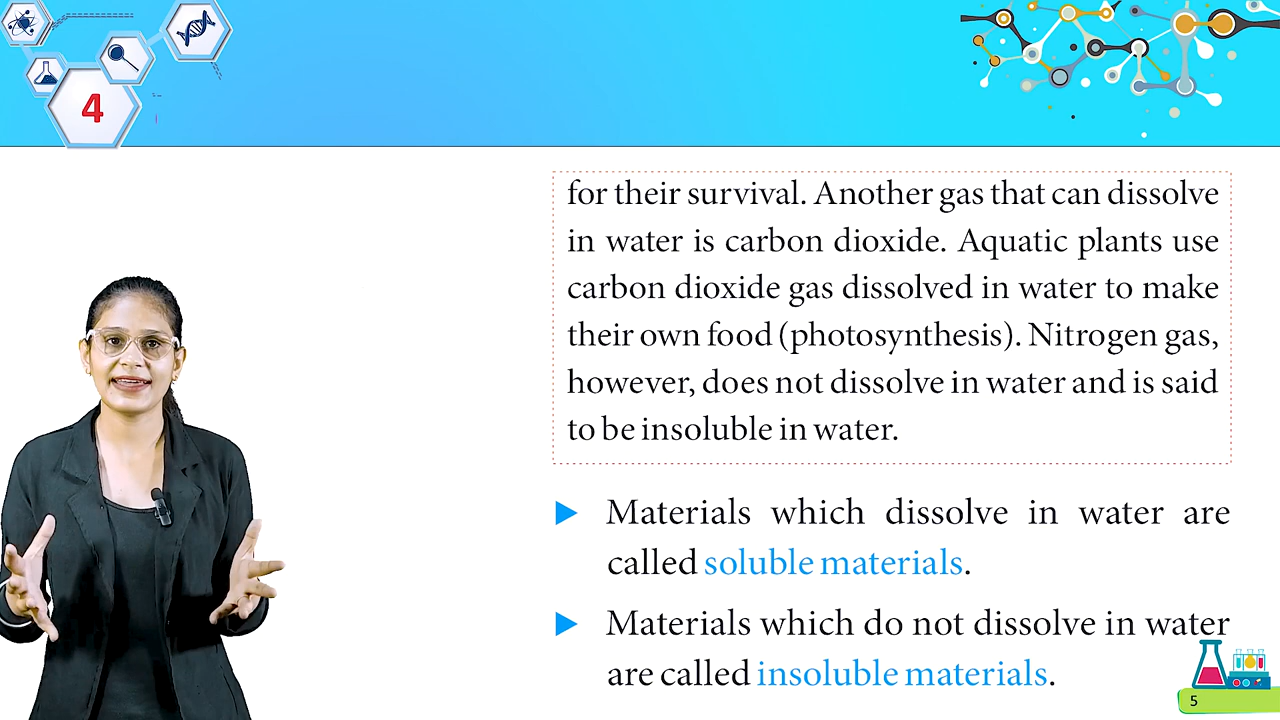 4
for their survival. Another gas that can dissolve
in water is carbon dioxide. Aquatic plants use
carbon dioxide gas dissolved in water to make
their own food (photosynthesis). Nitrogen gas,
however, does not dissolve in water and is said
to be insoluble in water.
Materials which dissolve in water are
called soluble materials.
Materials which do not dissolve in water
are called insoluble materials.
5